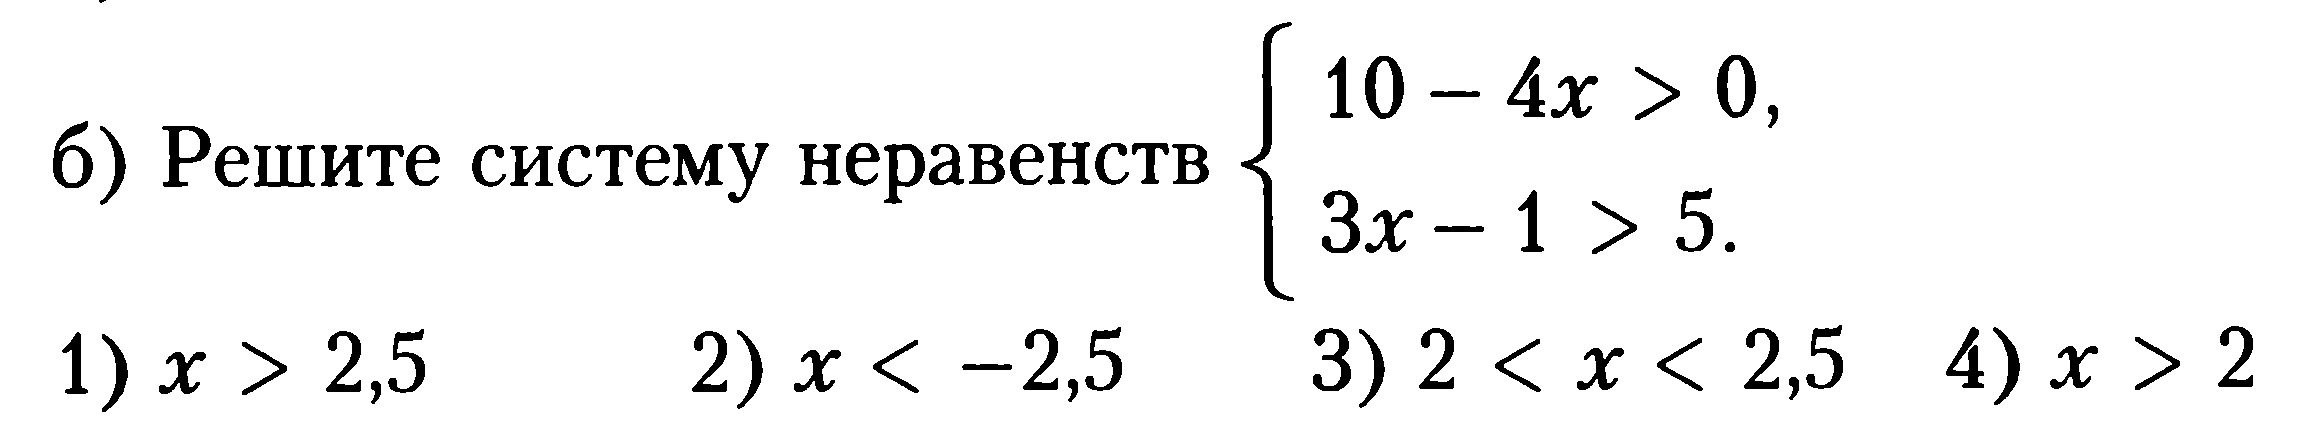 б) Решите систему неравенств { 10 − 4x > 0,
3x − 1 > 5.
1) x > 2,5 2) x < −2,5 3) 2 < x < 2,5 4) x > 2